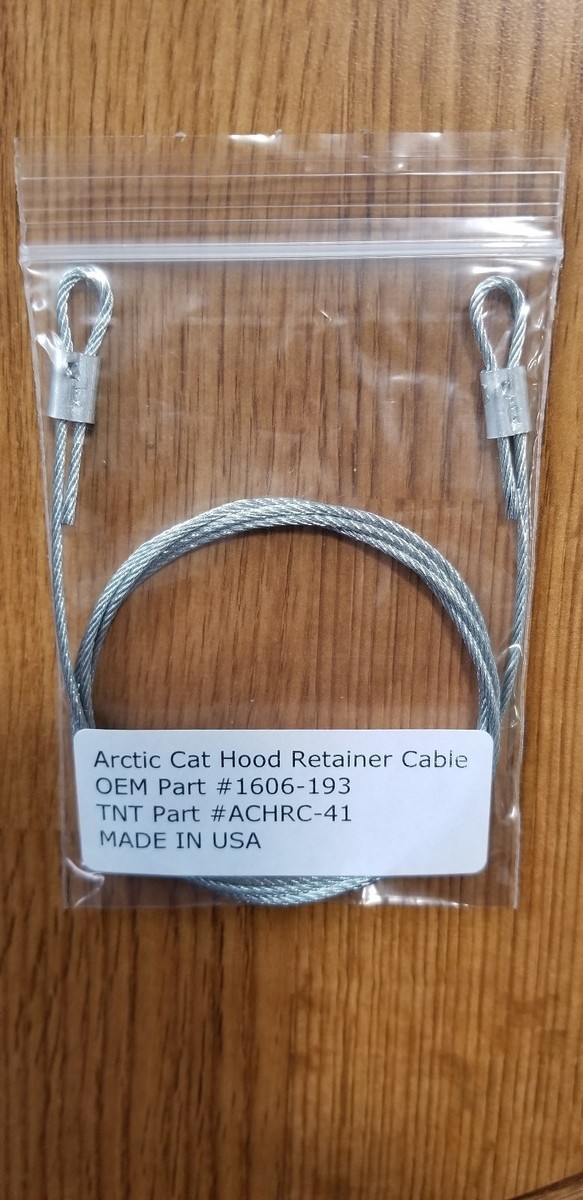 Arctic Cat Hood Retainer Cable
OEM Part #1606-193
TNT Part #ACHRC-41
MADE IN USA